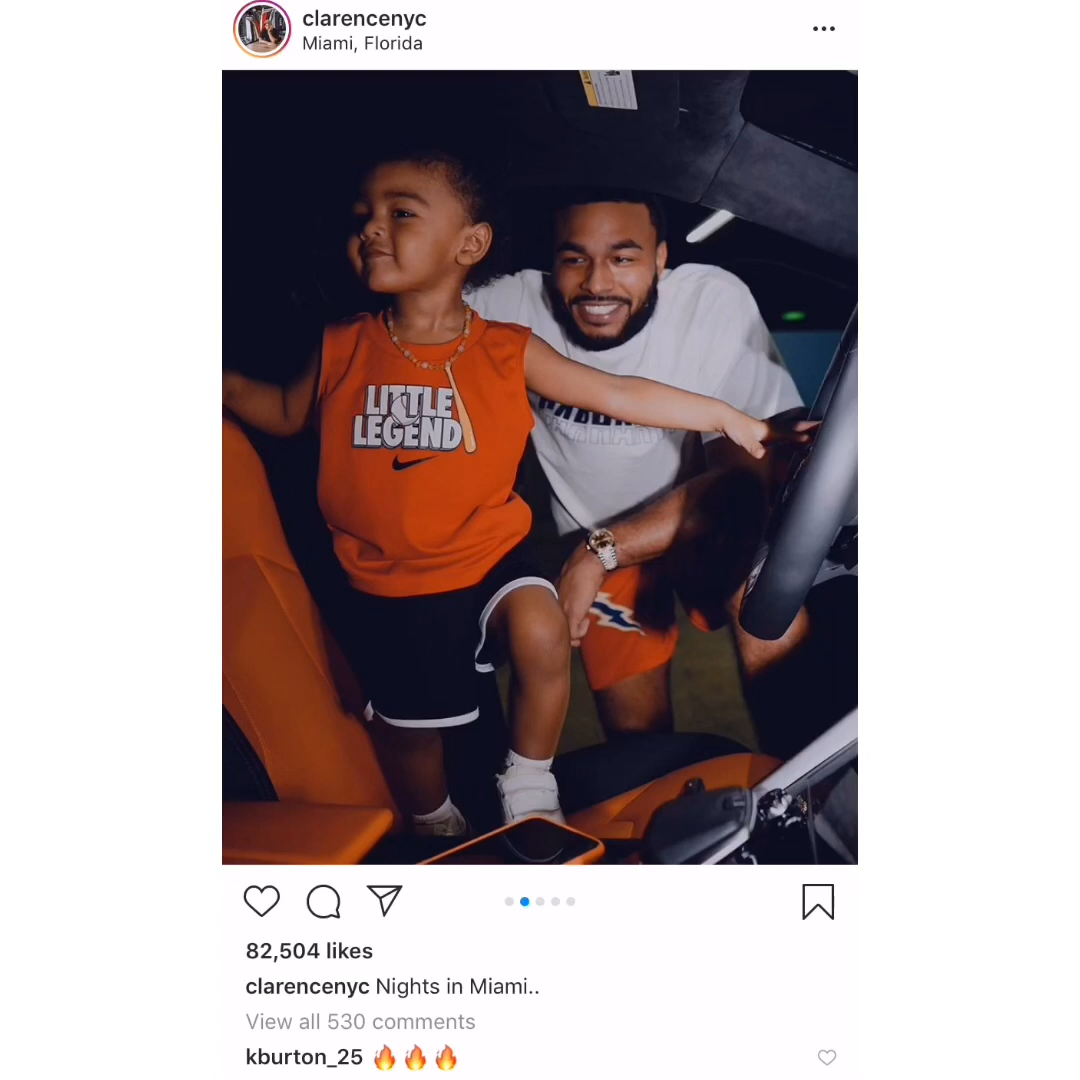 clarencenyc
Miami, Florida
LITTLE
LEGEND
82,504 likes
clarencenyc Nights in Miami..
View all 530 comments
kburton_25 🔥🔥🔥